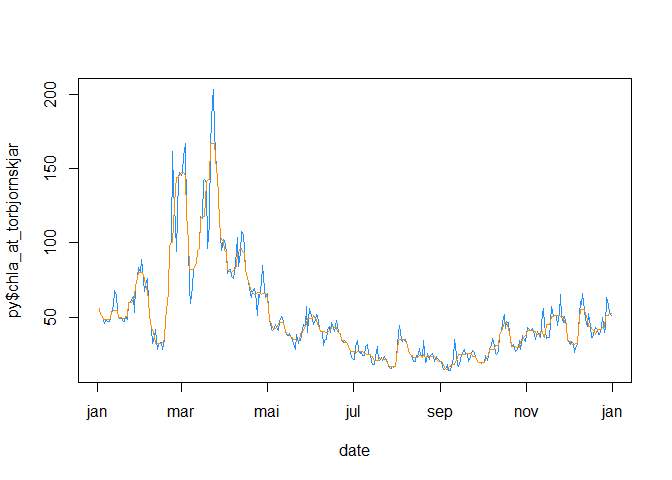 py$chla_at_torbjornskjar
200
150
100
50
jan
mar
mai
jul
sep
nov
jan
date